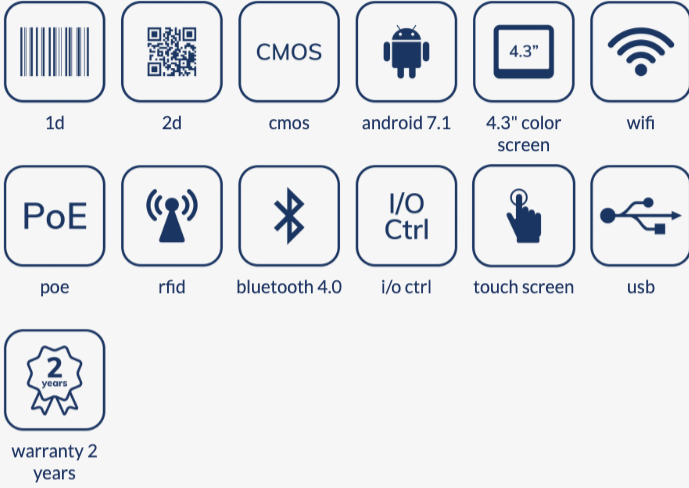 CMOS
4.3”
1d
2d
cmos
android 7.1
4.3" color
screen
wifi
PoE
I/O
Ctrl
poe
rfid
bluetooth 4.0
i/o ctrl
touch screen
usb
2
years
warranty 2
years